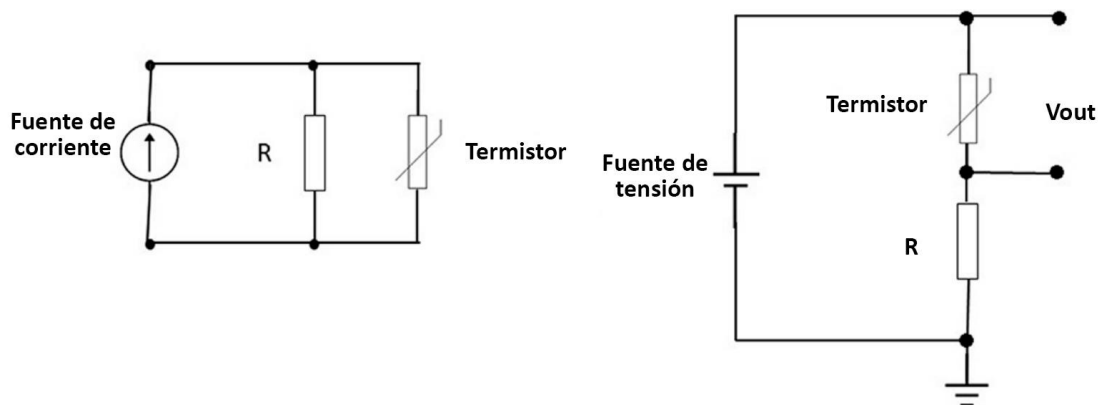 Fuente de
corriente
R
Termistor
Termistor
Vout
Fuente de
tensión
R